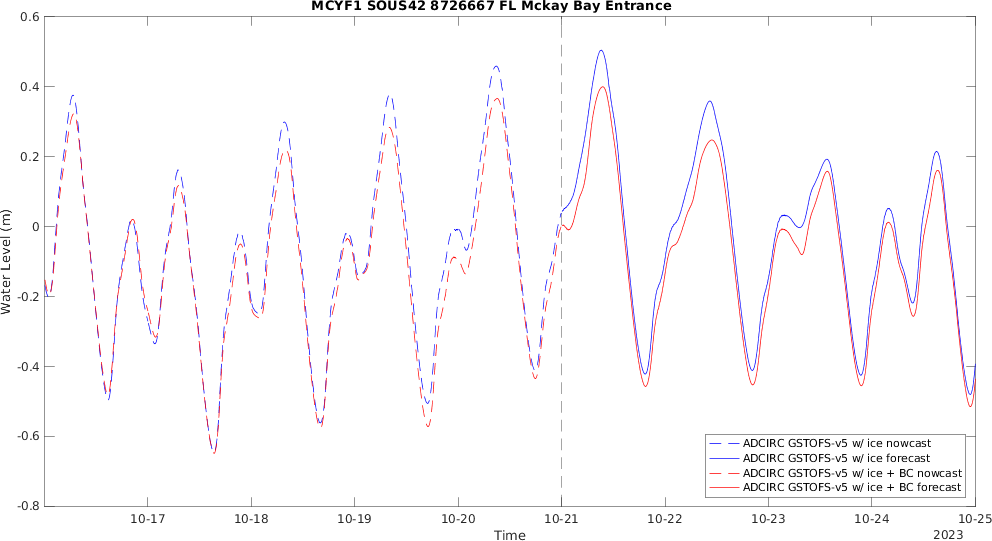 MCYF1 SOUS42 8726667 FL Mckay Bay Entrance
0.6
0.4
0.2
0
-0.2
-0.4
-0.6
-0.8
Water Level (m)
ADCIRC GSTOFS-v5 w/ ice nowcast
ADCIRC GSTOFS-v5 w/ ice forecast
ADCIRC GSTOFS-v5 w/ ice + BC nowcast
ADCIRC GSTOFS-v5 w/ ice + BC forecast
10-17 10-18 10-19 10-20 10-21 10-22 10-23 10-24 10-25
Time 2023